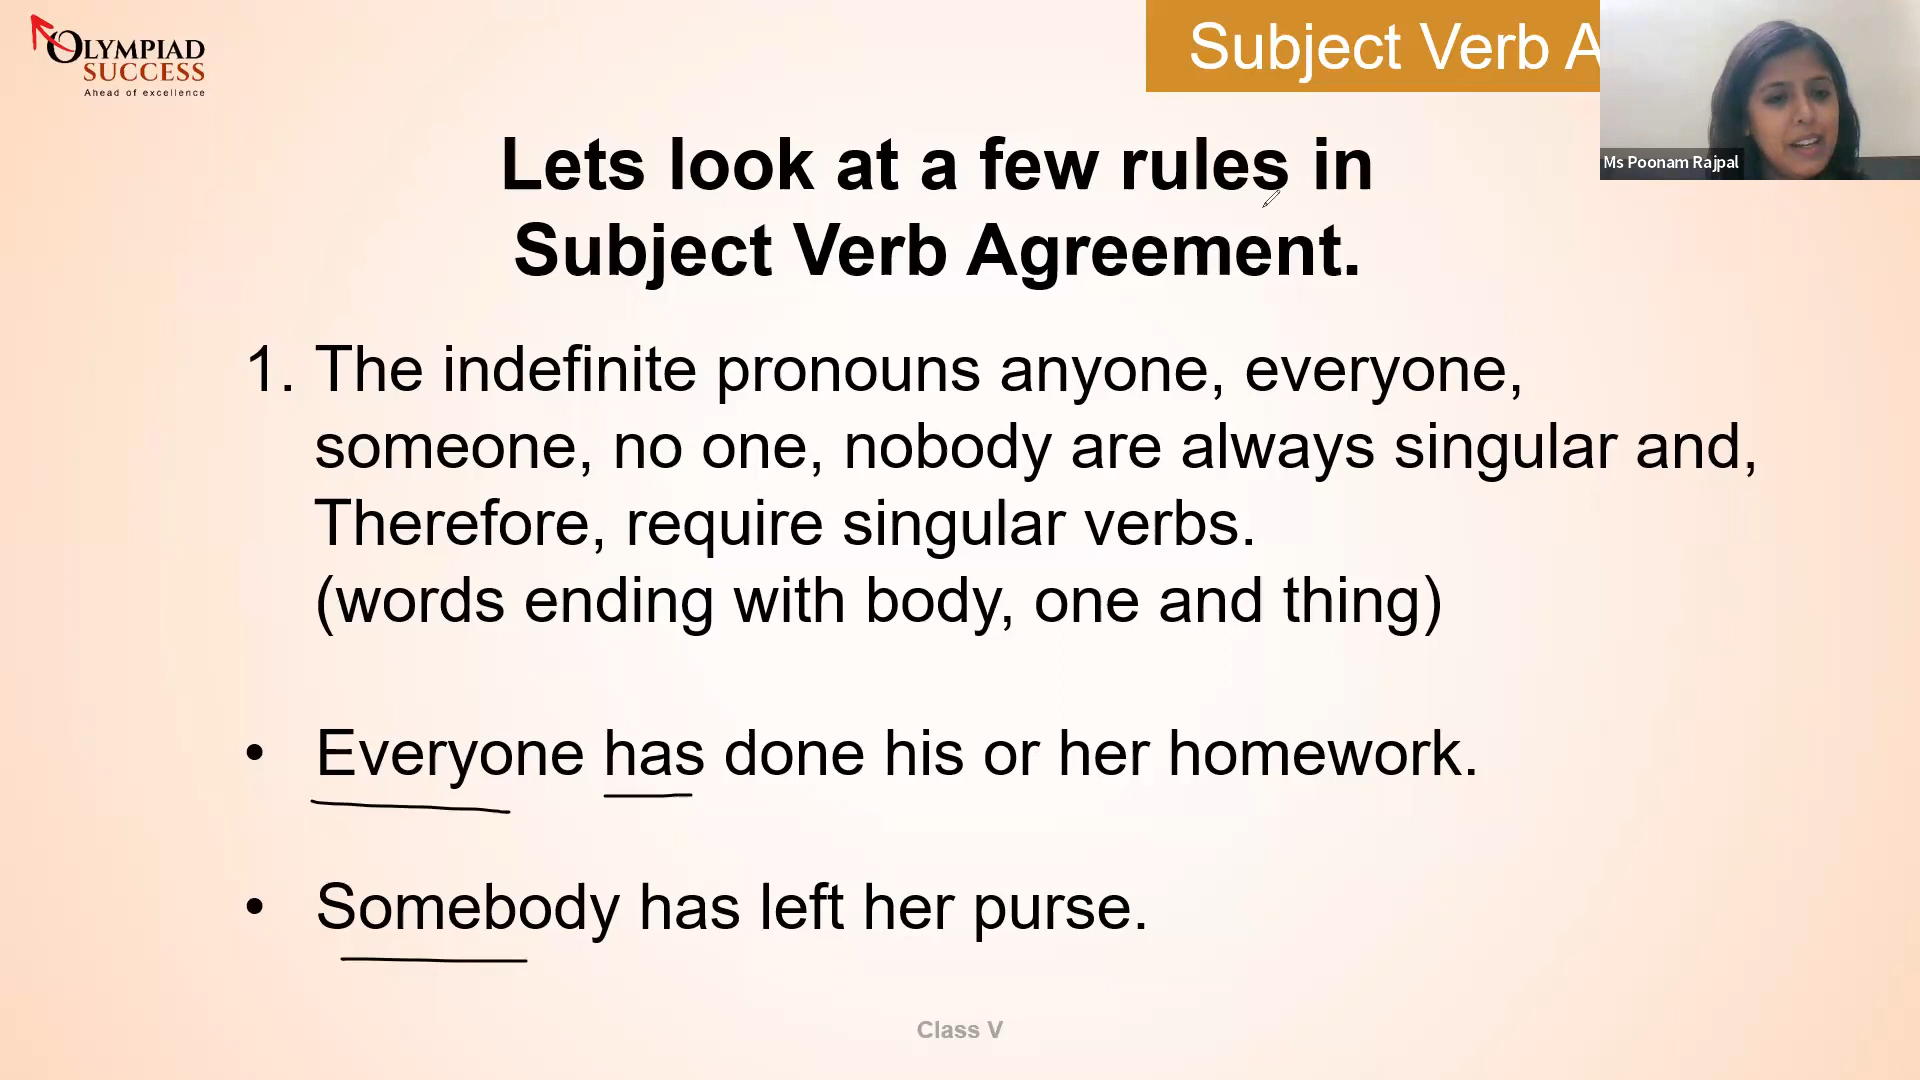 OLYMPIAD
SUCCESS
Ahead of excellence
Subject Verb A
Ms Poonam Rajpal
Lets look at a few rules in
Subject Verb Agreement.
1. The indefinite pronouns anyone, everyone,
someone, no one, nobody are always singular and,
Therefore, require singular verbs.
(words ending with body, one and thing)
• Everyone has done his or her homework.
• Somebody has left her purse.
Class V